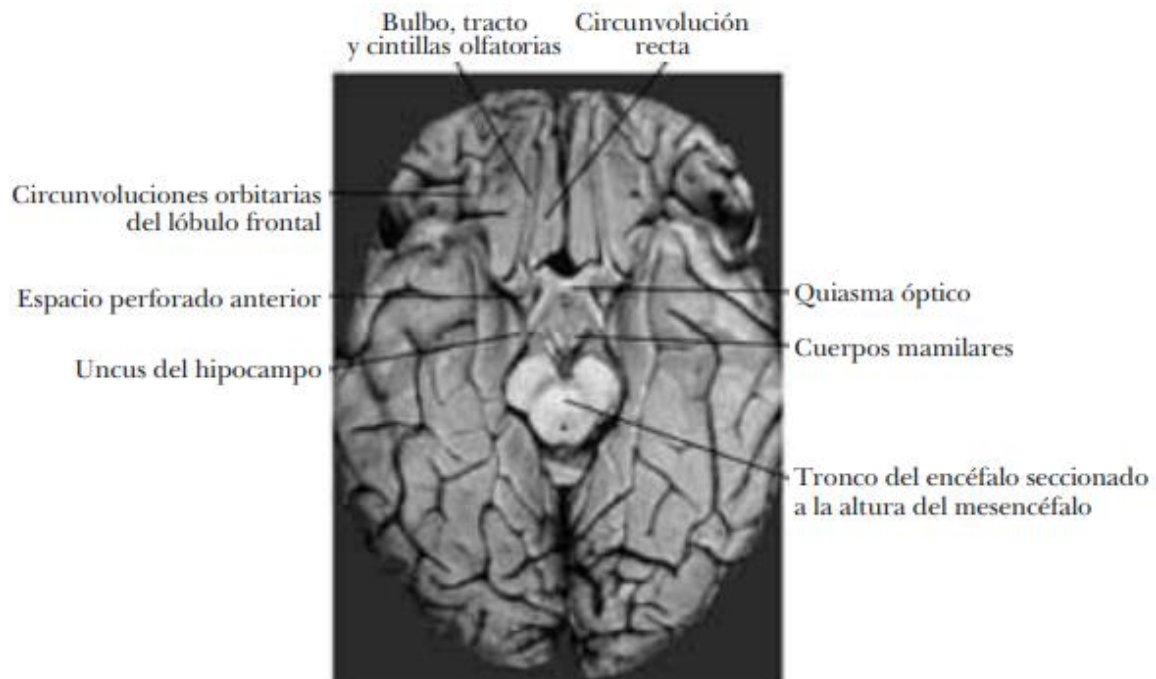 Bulbo, tracto
y cintillas olfatorias
Circunvolución
recta
Circunvoluciones orbitarias
del lóbulo frontal
Espacio perforado anterior
Uncus del hipocampo
Quiasma óptico
Cuerpos mamilares
Tronco del encéfalo seccionado
a la altura del mesencéfalo